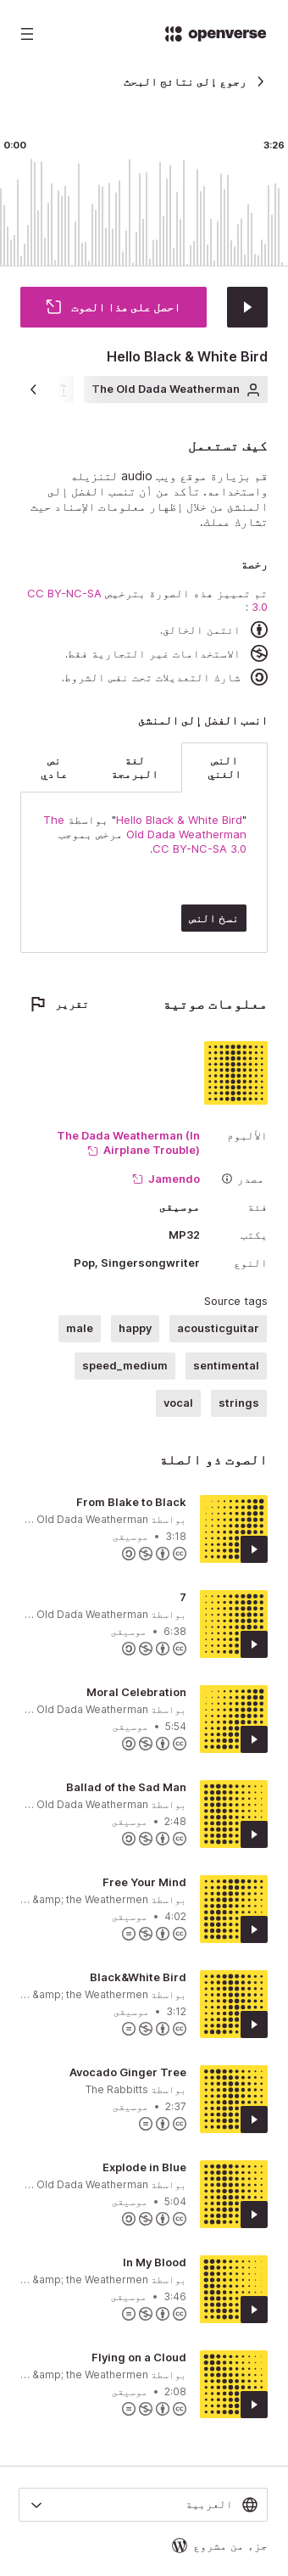 openverse
رجوع إلى نتائج البحث
0:00
3:26
احصل على هذا الصوت
Hello Black & White Bird
The Old Dada Weatherman
كيف تستعمل
قم بزيارة موقع ويب audio لتنزيله
واستخدامه. تأكد من أن تنسب الفضل إلى
المنشئ من خلال إظهار معلومات الإسناد حيث
تشارك عملك.
رخصة
تم تمييز هذه الصورة بترخيص CC BY-NC-SA
3.0 :
ائتمن الخالق.
الاستخدامات غير التجارية فقط.
شارك التعديلات تحت نفس الشروط.
انسب الفضل إلى المنشئ
النص
الغني
لغة
البرمجة
نص
عادي
"Hello Black & White Bird" بواسطة The
Old Dada Weatherman مرخص بموجب
CC BY-NC-SA 3.0.
نسخ النص
معلومات صوتية
تقرير
الألبوم
The Dada Weatherman (In
Airplane Trouble)
مصدر
Jamendo
فئة
موسيقى
يكتب
MP32
النوع
Pop, Singersongwriter
Source tags
acousticguitar
happy
male
sentimental
speed_medium
strings
vocal
الصوت ذو الصلة
From Blake to Black
بواسطة Old Dada Weatherman ...
3:18 • موسيقى
7
بواسطة Old Dada Weatherman ...
6:38 • موسيقى
Moral Celebration
بواسطة Old Dada Weatherman ...
5:54 • موسيقى
Ballad of the Sad Man
بواسطة Old Dada Weatherman ...
2:48 • موسيقى
Free Your Mind
بواسطة &amp; the Weathermen ...
4:02 • موسيقى
Black&White Bird
بواسطة &amp; the Weathermen ...
3:12 • موسيقى
Avocado Ginger Tree
بواسطة The Rabbitts
2:37 • موسيقى
Explode in Blue
بواسطة Old Dada Weatherman ...
5:04 • موسيقى
In My Blood
بواسطة &amp; the Weathermen ...
3:46 • موسيقى
Flying on a Cloud
بواسطة &amp; the Weathermen ...
2:08 • موسيقى
العربية
جزء من مشروع